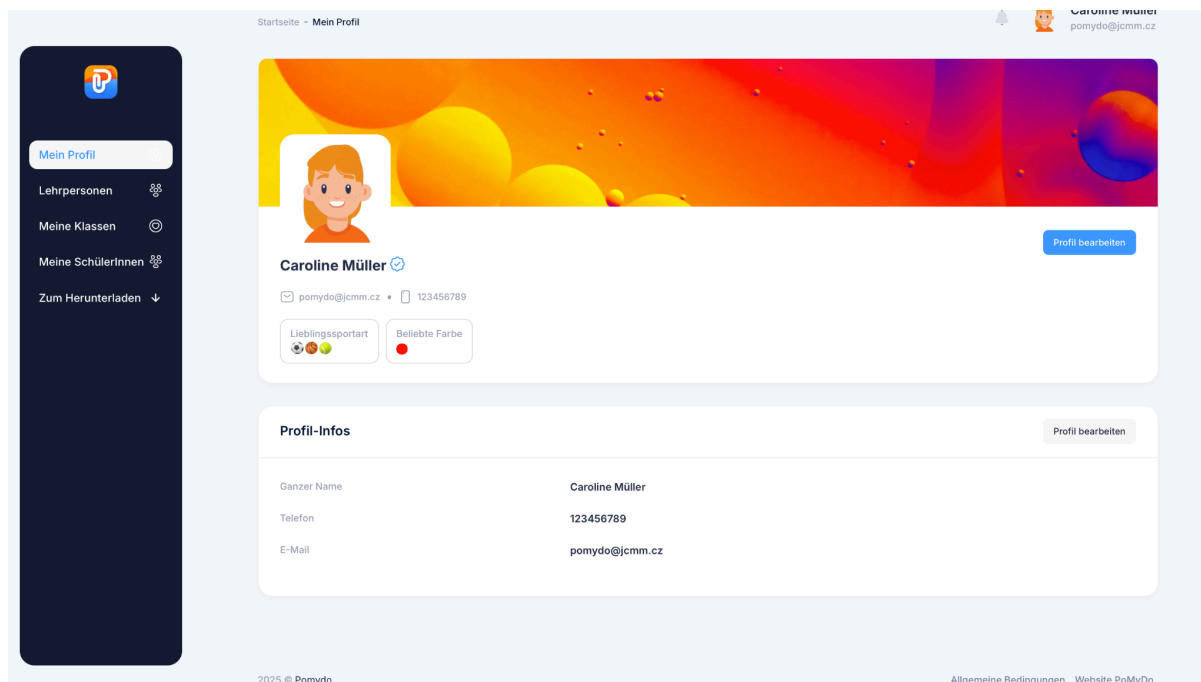 Startseite - Mein Profil
Caroline Müller
pomydo@jcmm.cz
Mein Profil
Lehrpersonen
Meine Klassen
Meine SchülerInnen
Zum Herunterladen
Profil bearbeiten
Caroline Müller
pomydo@jcmm.cz • 123456789
Lieblingssportart Beliebte Farbe
Profil-Infos Profil bearbeiten
Ganzer Name Caroline Müller
Telefon 123456789
E-Mail pomydo@jcmm.cz
2025 © Pomydo Allgemeine Bedingungen Website PoMyDo